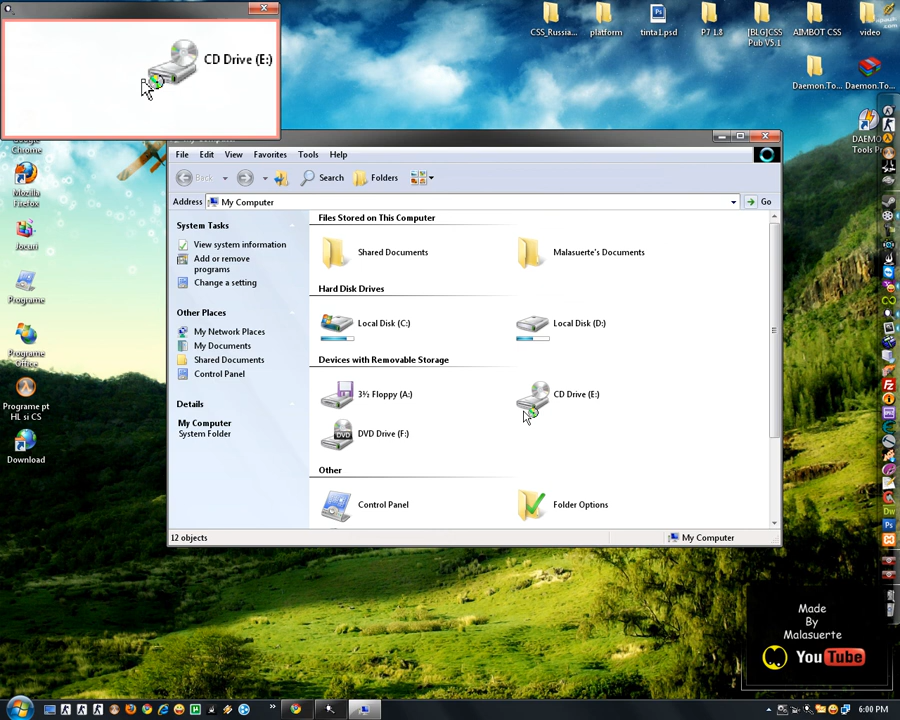 CD Drive (E:)
CSS_Russia...
platform
tinta1.psd
P7 1.8
[BLG]CSS
Pub V5.1
AIMBOT CSS
video
Daemon.To...
Daemon.To...
DAEMON
Tools Pr
Google
Chrome
Mozilla
Firefox
Jocuri
Programe
Programe
Office
Programe pt
HL si CS
Download
File Edit View Favorites Tools Help
Back Search Folders
Address My Computer Go
System Tasks
View system information
Add or remove
programs
Change a setting
Other Places
My Network Places
My Documents
Shared Documents
Control Panel
Details
My Computer
System Folder
Files Stored on This Computer
Shared Documents
Malasuerte's Documents
Hard Disk Drives
Local Disk (C:)
Local Disk (D:)
Devices with Removable Storage
3½ Floppy (A:)
CD Drive (E:)
DVD
DVD Drive (F:)
Other
Control Panel
Folder Options
12 objects
My Computer
Made
By
Malasuerte
YouTube
6:00 PM